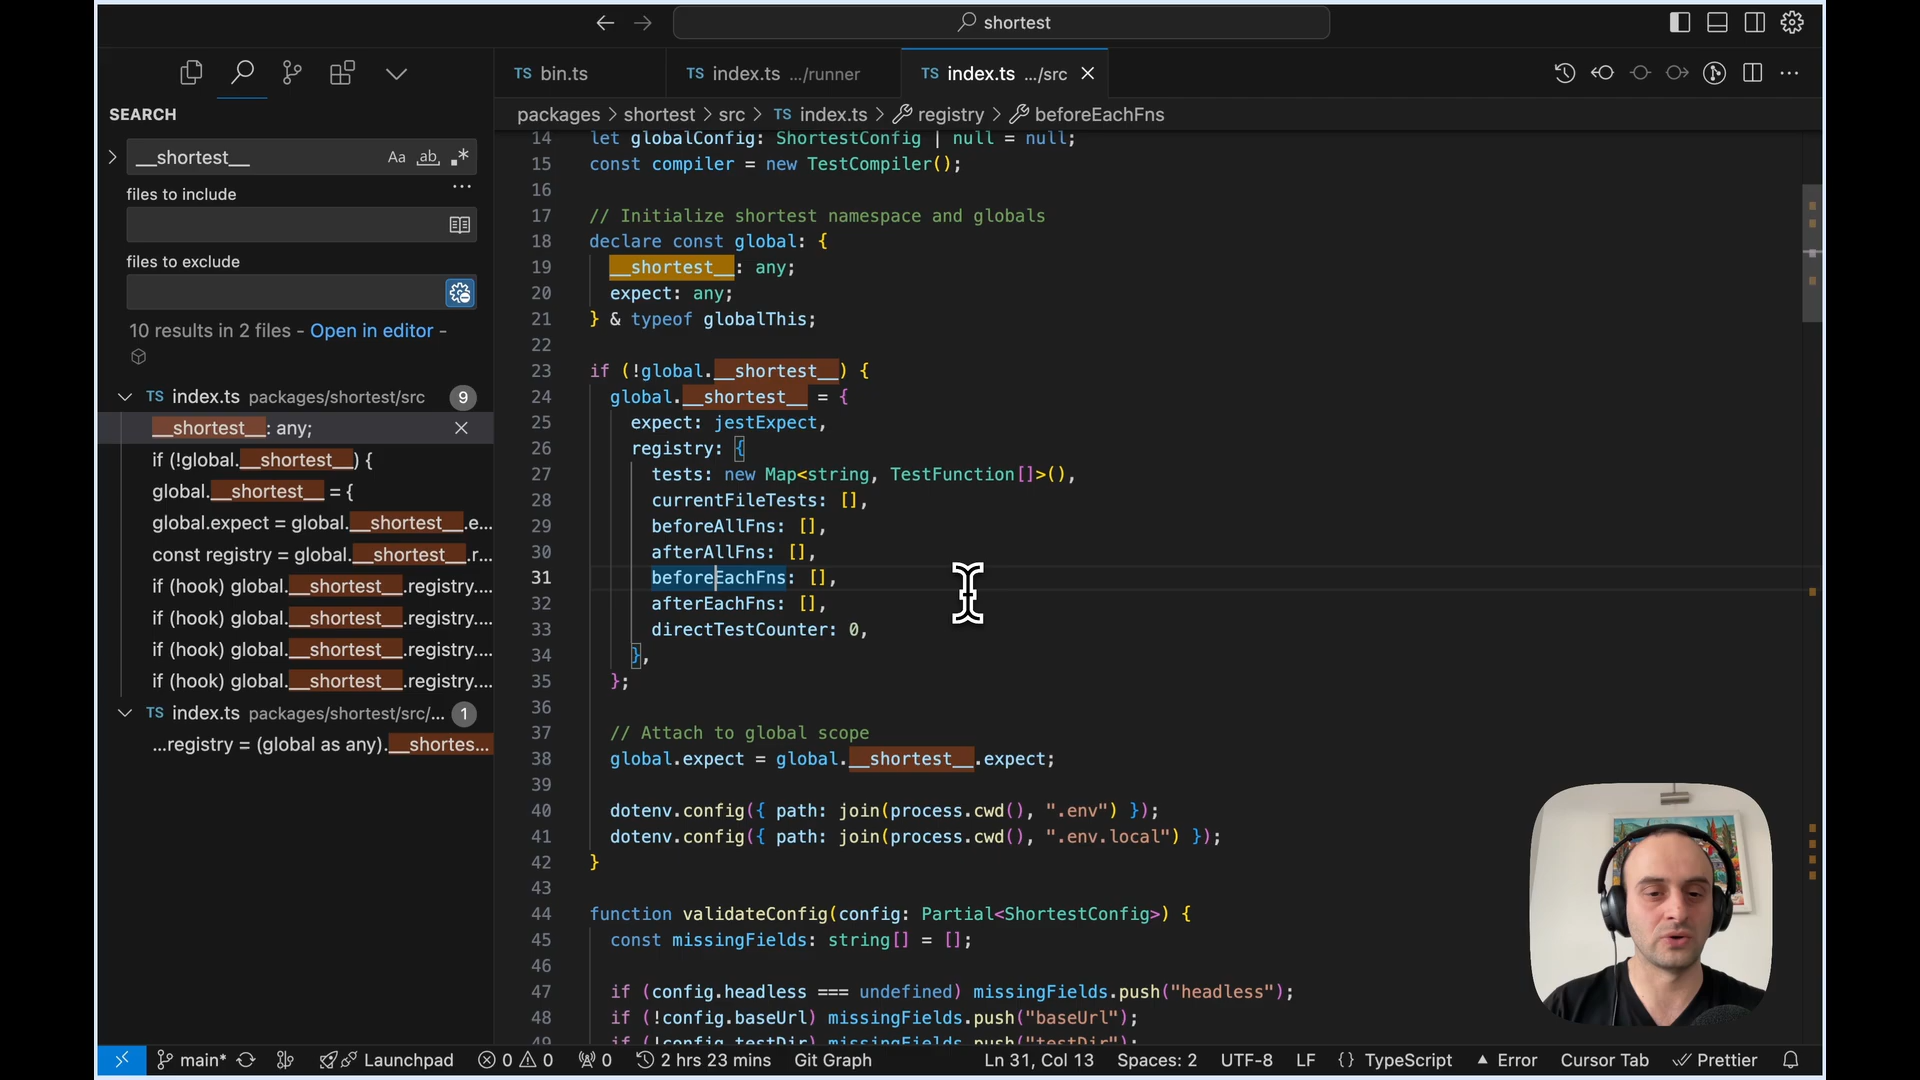 shortest
SEARCH
__shortest__
Aa ab .*
files to include
files to exclude
10 results in 2 files - Open in editor -
TS index.ts packages/shortest/src 9
__shortest__: any;
if (!global.__shortest__) {
global.__shortest__ = {
global.expect = global.__shortest__.e...
const registry = global.__shortest__.r...
if (hook) global.__shortest__.registry....
if (hook) global.__shortest__.registry....
if (hook) global.__shortest__.registry....
if (hook) global.__shortest__.registry....
TS index.ts packages/shortest/src/... 1
...registry = (global as any).__shortes...
TS bin.ts
TS index.ts .../runner
TS index.ts .../src
packages > shortest > src > TS index.ts > registry > beforeEachFns
14 let globalConfig: ShortestConfig | null = null;
15 const compiler = new TestCompiler();
16
17 // Initialize shortest namespace and globals
18 declare const global: {
19 __shortest__: any;
20 expect: any;
21 } & typeof globalThis;
22
23 if (!global.__shortest__) {
24 global.__shortest__ = {
25 expect: jestExpect,
26 registry: {
27 tests: new Map<string, TestFunction[]>(),
28 currentFileTests: [],
29 beforeAllFns: [],
30 afterAllFns: [],
31 beforeEachFns: [],
32 afterEachFns: [],
33 directTestCounter: 0,
34 },
35 };
36
37 // Attach to global scope
38 global.expect = global.__shortest__.expect;
39
40 dotenv.config({ path: join(process.cwd(), ".env") });
41 dotenv.config({ path: join(process.cwd(), ".env.local") });
42 }
43
44 function validateConfig(config: Partial<ShortestConfig>) {
45 const missingFields: string[] = [];
46
47 if (config.headless === undefined) missingFields.push("headless");
48 if (!config.baseUrl) missingFields.push("baseUrl");
49 if (!config.testDir) missingFields.push("testDir");
main* Launchpad 0 0 0 2 hrs 23 mins Git Graph Ln 31, Col 13 Spaces: 2 UTF-8 LF {} TypeScript Error Cursor Tab Prettier